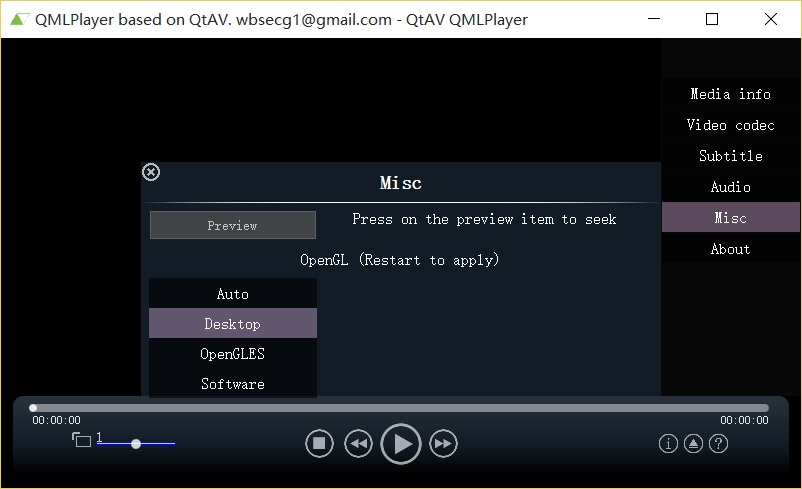 QMLPlayer based on QtAV. wbsecg1@gmail.com - QtAV QMLPlayer
Media info
Video codec
Subtitle
Audio
Misc
About
Misc
Preview
Press on the preview item to seek
OpenGL (Restart to apply)
Auto
Desktop
OpenGLES
Software
00:00:00
00:00:00
1